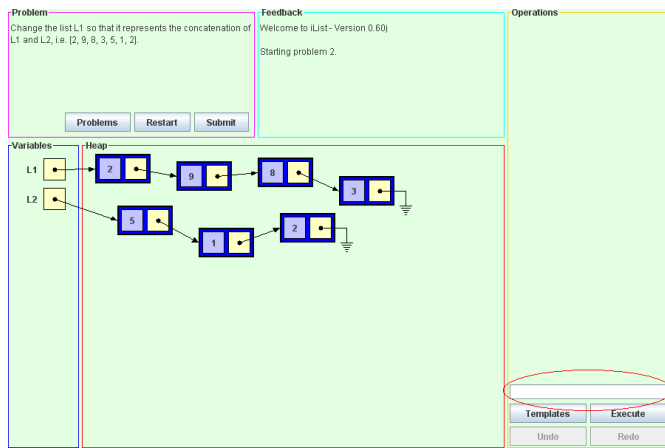 Problem
Change the list L1 so that it represents the concatenation of
L1 and L2, i.e. [2, 9, 8, 3, 5, 1, 2].
Problems Restart Submit
Feedback
Welcome to iList - Version 0.60j
Starting problem 2.
Operations
Variables
L1
L2
Heap
2 9 8 3
5 1 2
Templates Execute
Undo Redo